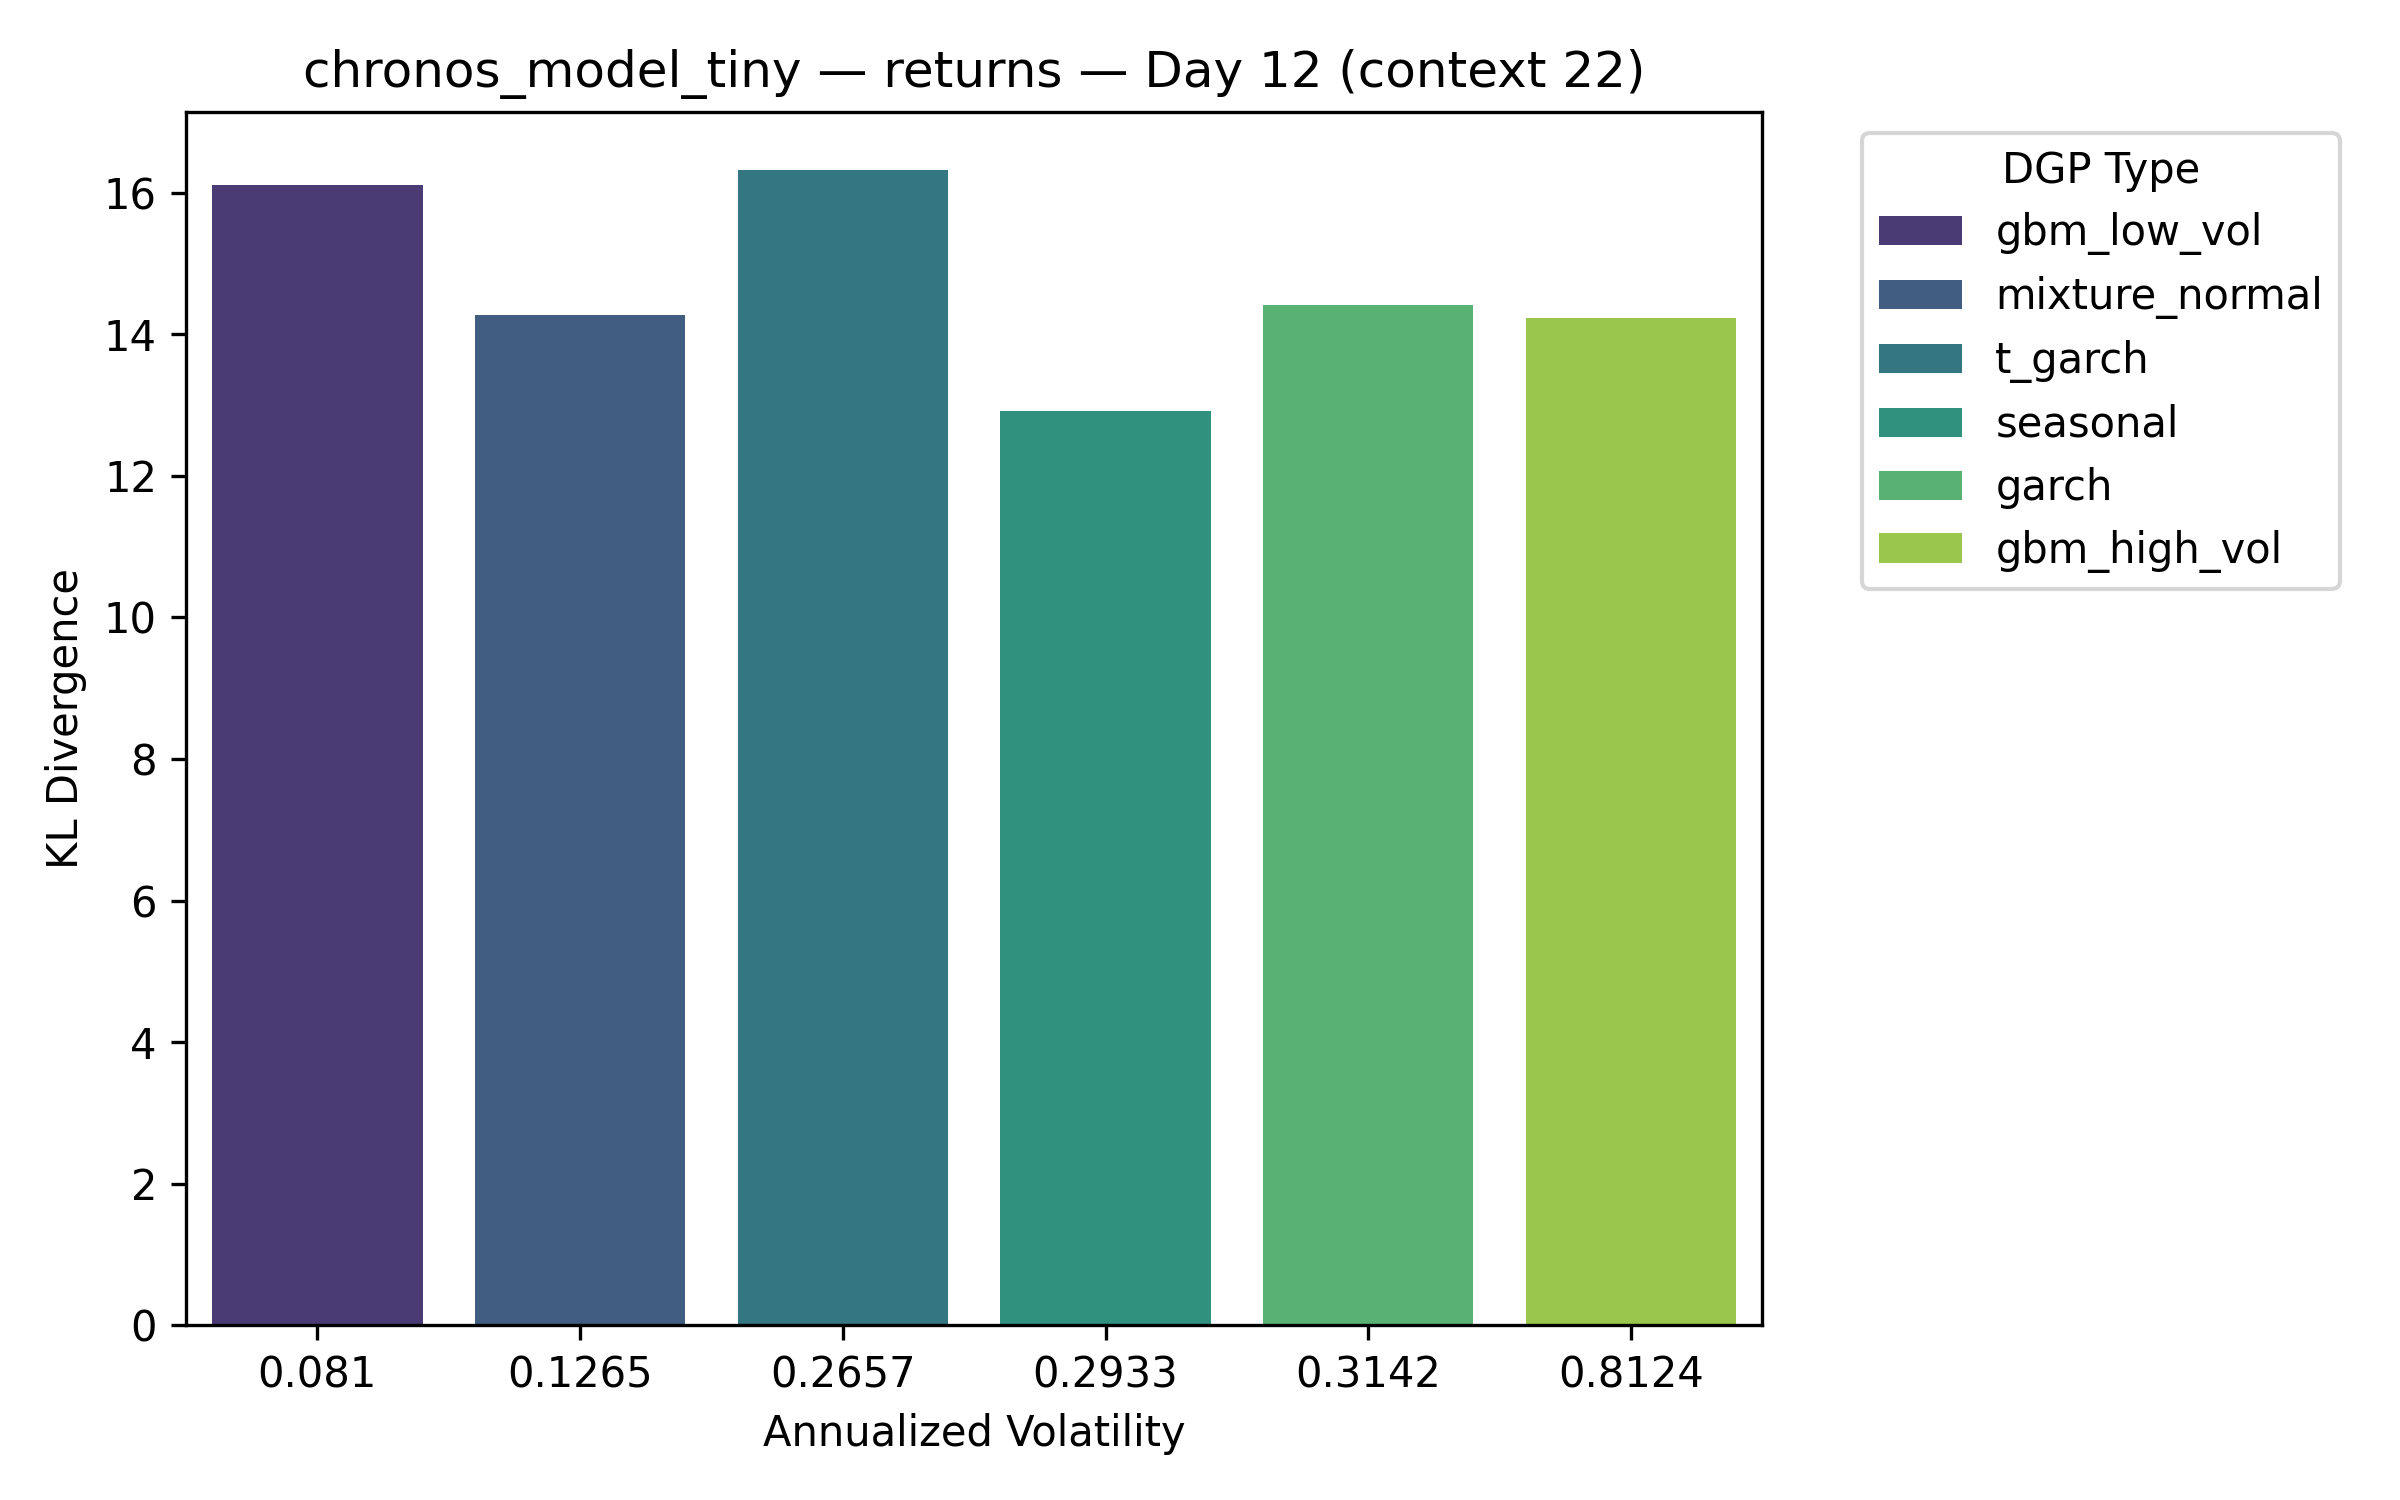 chronos_model_tiny — returns — Day 12 (context 22)
KL Divergence
16
14
12
10
8
6
4
2
0
0.081
0.1265
0.2657
0.2933
0.3142
0.8124
Annualized Volatility
DGP Type
gbm_low_vol
mixture_normal
t_garch
seasonal
garch
gbm_high_vol